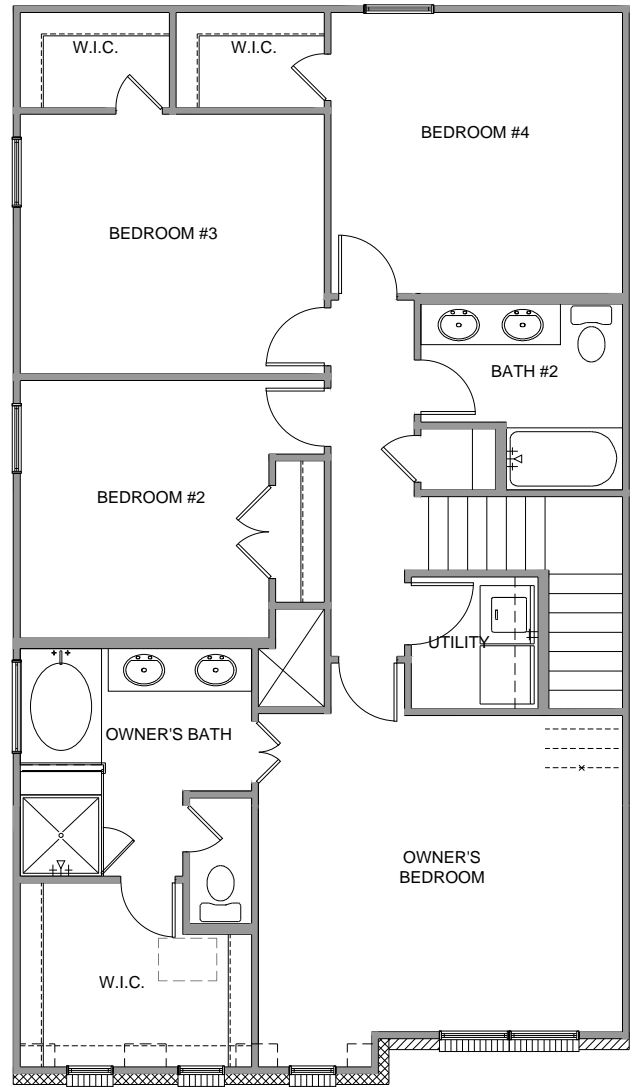 W.I.C.
W.I.C.
BEDROOM #4
BEDROOM #3
BATH #2
BEDROOM #2
UTILITY
OWNER'S BATH
OWNER'S
BEDROOM
W.I.C.